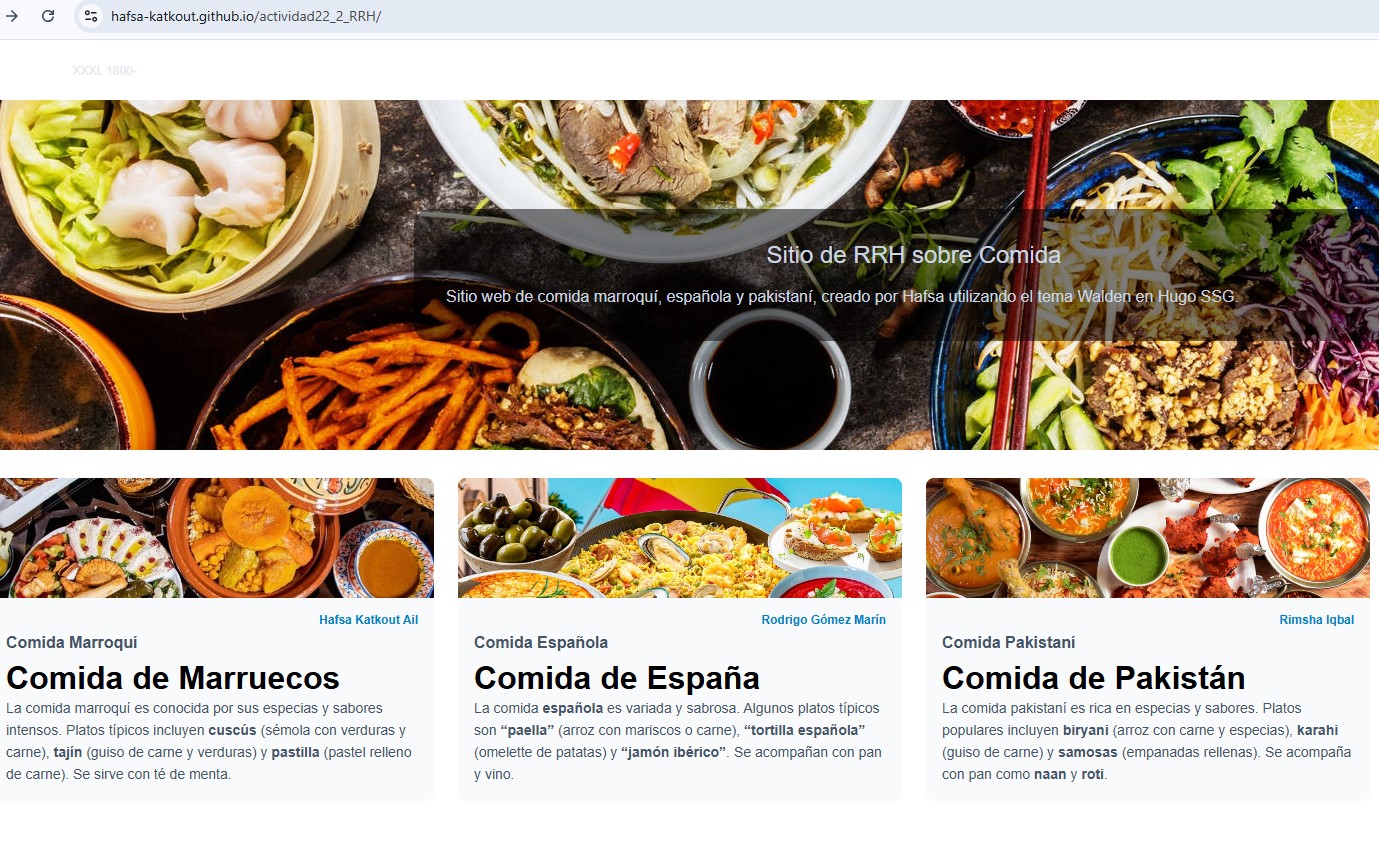 hafsa-katkout.github.io/actividad22_2_RRH/
XXXL 1800-
Sitio de RRH sobre Comida
Sitio web de comida marroquí, española y pakistaní, creado por Hafsa utilizando el tema Walden en Hugo SSG.
Hafsa Katkout Ail
Comida Marroquí
Comida de Marruecos
La comida marroquí es conocida por sus especias y sabores
intensos. Platos típicos incluyen cuscús (sémola con verduras y
carne), tajín (guiso de carne y verduras) y pastilla (pastel relleno
de carne). Se sirve con té de menta.
Rodrigo Gómez Marín
Comida Española
Comida de España
La comida española es variada y sabrosa. Algunos platos típicos
son “paella” (arroz con mariscos o carne), “tortilla española”
(omelette de patatas) y “jamón ibérico”. Se acompañan con pan
y vino.
Rimsha Iqbal
Comida Pakistaní
Comida de Pakistán
La comida pakistaní es rica en especias y sabores. Platos
populares incluyen biryani (arroz con carne y especias), karahi
(guiso de carne) y samosas (empanadas rellenas). Se acompaña
con pan como naan y roti.